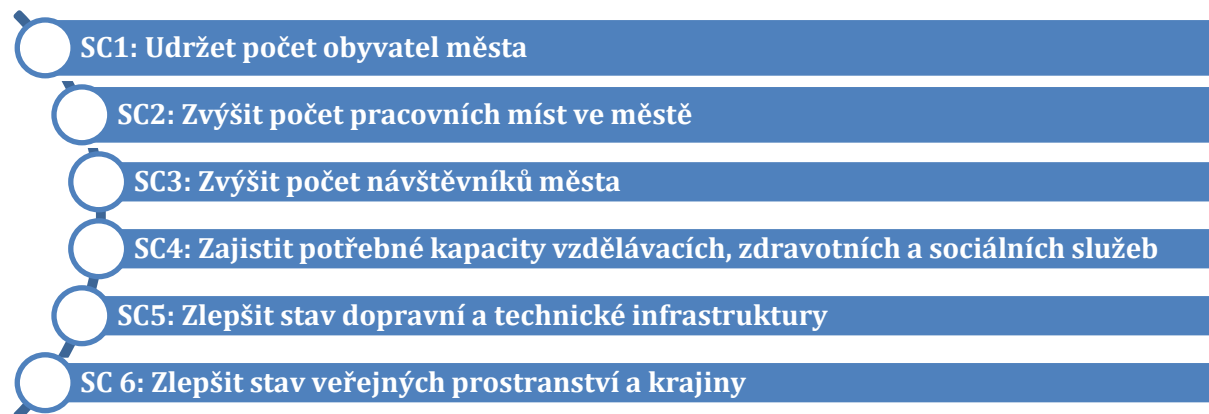 SC1: Udržet počet obyvatel města
SC2: Zvýšit počet pracovních míst ve městě
SC3: Zvýšit počet návštěvníků města
SC4: Zajistit potřebné kapacity vzdělávacích, zdravotních a sociálních služeb
SC5: Zlepšit stav dopravní a technické infrastruktury
SC 6: Zlepšit stav veřejných prostranství a krajiny